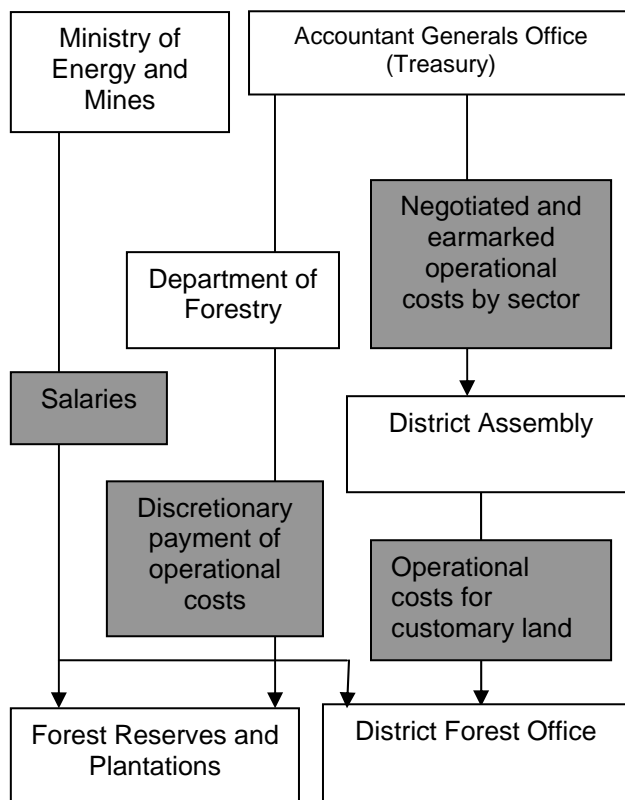 Ministry of
Energy and
Mines
Accountant Generals Office
(Treasury)
Negotiated and
earmarked
operational
costs by sector
Department of
Forestry
Salaries
District Assembly
Discretionary
payment of
operational
costs
Operational
costs for
customary land
Forest Reserves and
Plantations
District Forest Office